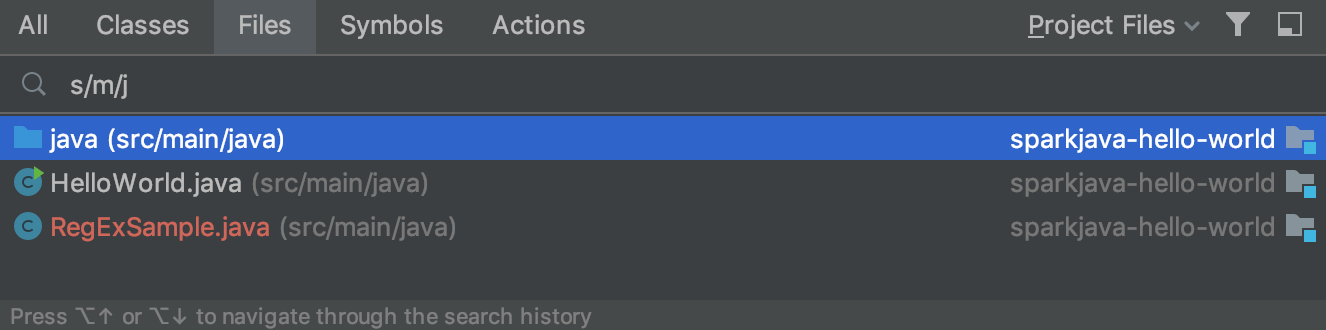 All Classes Files Symbols Actions Project Files
s/m/j
java (src/main/java) sparkjava-hello-world
HelloWorld.java (src/main/java) sparkjava-hello-world
RegExSample.java (src/main/java) sparkjava-hello-world
Press ⌥↑ or ⌥↓ to navigate through the search history